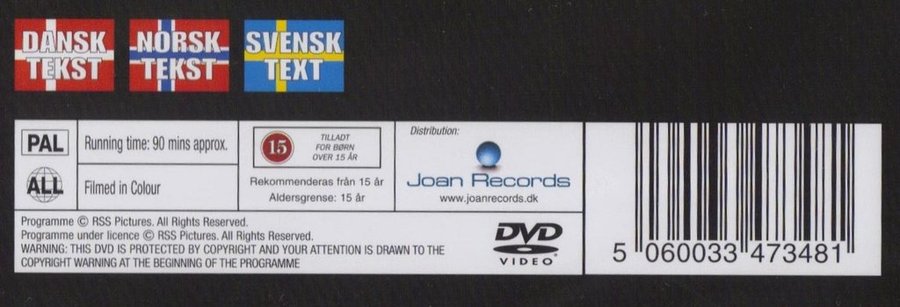 DANSK
TEKST
NORSK
TEKST
SVENSK
TEXT
PAL
Running time: 90 mins approx.
ALL
Filmed in Colour
15
TILLADT
FOR BØRN
OVER 15 ÅR
Rekommenderas från 15 år
Aldersgrense: 15 år
Distribution:
Joan Records
www.joanrecords.dk
Programme © RSS Pictures. All Rights Reserved.
Programme under licence © RSS Pictures. All Rights Reserved.
WARNING: THIS DVD IS PROTECTED BY COPYRIGHT AND YOUR ATTENTION IS DRAWN TO THE
COPYRIGHT WARNING AT THE BEGINNING OF THE PROGRAMME
DVD
VIDEO
5 060033 473481